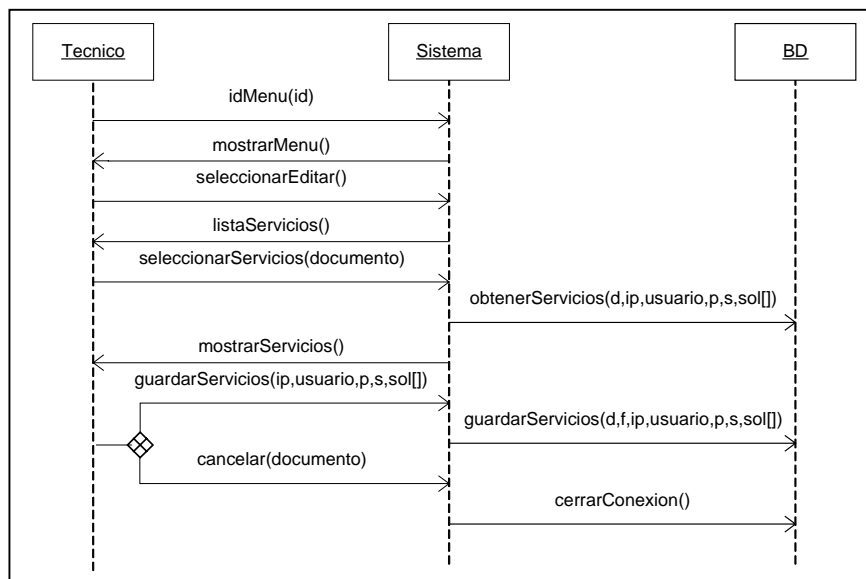 Tecnico
Sistema
BD
idMenu(id)
mostrarMenu()
seleccionarEditar()
listaServicios()
seleccionarServicios(documento)
obtenerServicios(d,ip,usuario,p,s,sol[])
mostrarServicios()
guardarServicios(ip,usuario,p,s,sol[])
guardarServicios(d,f,ip,usuario,p,s,sol[])
cancelar(documento)
cerrarConexion()